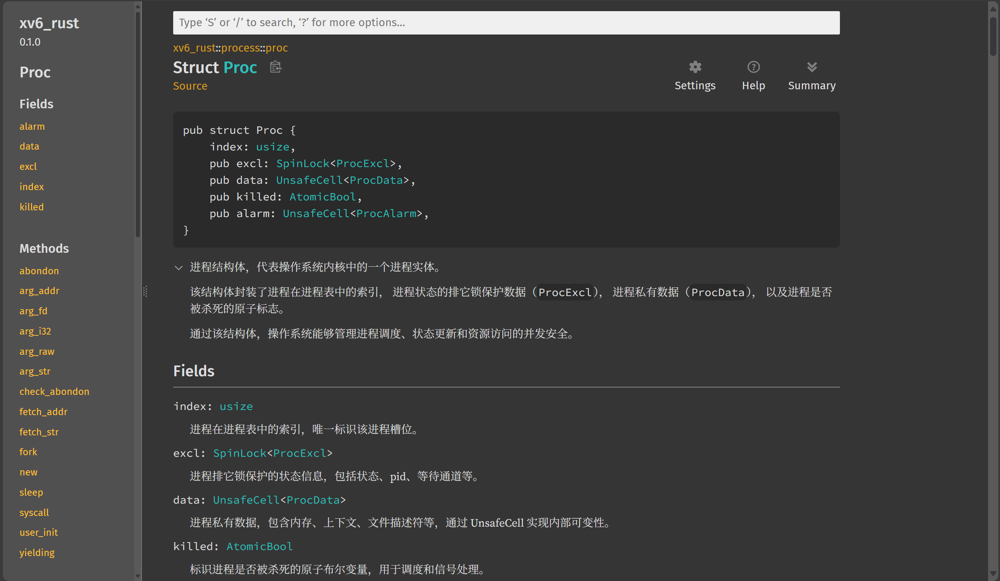 xv6_rust
0.1.0
Proc
Fields
alarm
data
excl
index
killed
Methods
abondon
arg_addr
arg_fd
arg_i32
arg_raw
arg_str
check_abondon
fetch_addr
fetch_str
fork
new
sleep
syscall
user_init
yielding
Type ‘S’ or ‘/’ to search, ‘?’ for more options…
xv6_rust::process::proc
Struct Proc
Source
Settings
Help
Summary
pub struct Proc {
    index: usize,
    pub excl: SpinLock<ProcExcl>,
    pub data: UnsafeCell<ProcData>,
    pub killed: AtomicBool,
    pub alarm: UnsafeCell<ProcAlarm>,
}
进程结构体，代表操作系统内核中的一个进程实体。
该结构体封装了进程在进程表中的索引， 进程状态的排它锁保护数据（ProcExcl）， 进程私有数据（ProcData）， 以及进程是否
被杀死的原子标志。
通过该结构体，操作系统能够管理进程调度、状态更新和资源访问的并发安全。
Fields
index: usize
进程在进程表中的索引，唯一标识该进程槽位。
excl: SpinLock<ProcExcl>
进程排它锁保护的状态信息，包括状态、pid、等待通道等。
data: UnsafeCell<ProcData>
进程私有数据，包含内存、上下文、文件描述符等，通过 UnsafeCell 实现内部可变性。
killed: AtomicBool
标识进程是否被杀死的原子布尔变量，用于调度和信号处理。